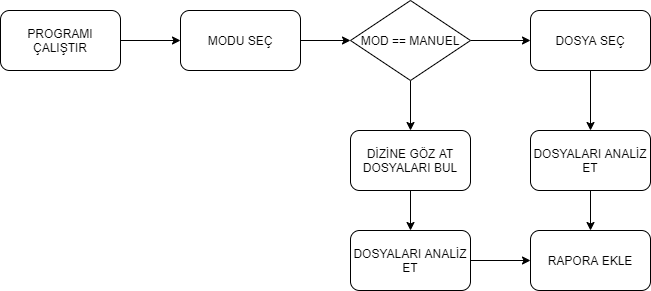 PROGRAMI
ÇALIŞTIR
MODU SEÇ
MOD == MANUEL
DOSYA SEÇ
DİZİNE GÖZ AT
DOSYALARI BUL
DOSYALARI ANALİZ
ET
DOSYALARI ANALİZ
ET
RAPORA EKLE